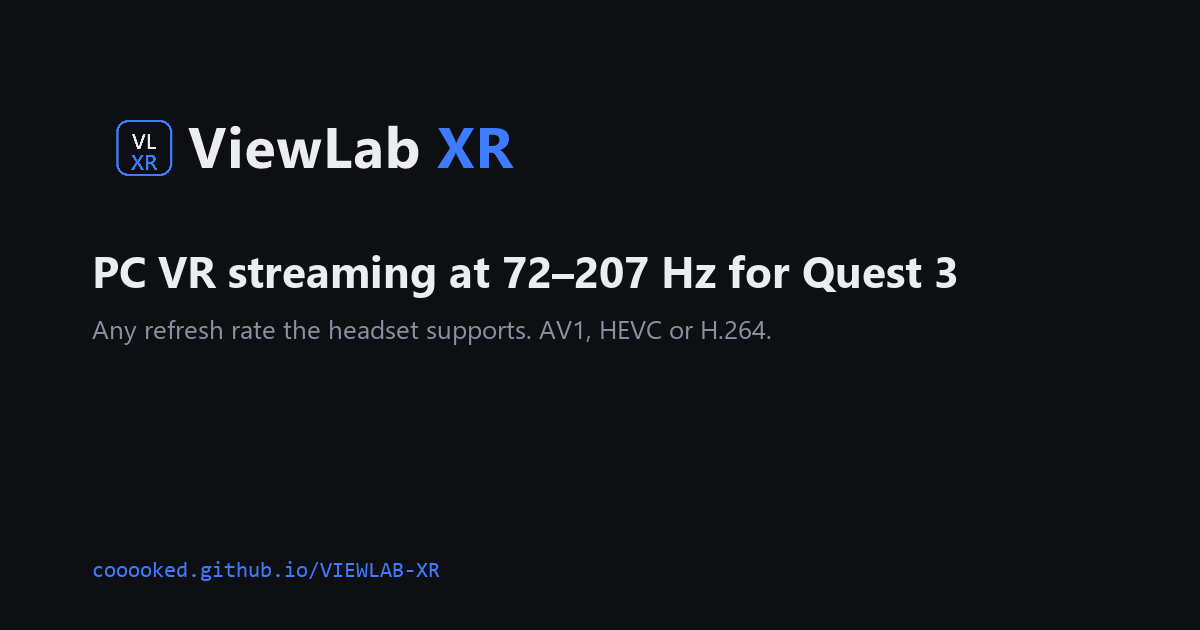 VL
XR
ViewLab XR
PC VR streaming at 72–207 Hz for Quest 3
Any refresh rate the headset supports. AV1, HEVC or H.264.
cooooked.github.io/VIEWLAB-XR